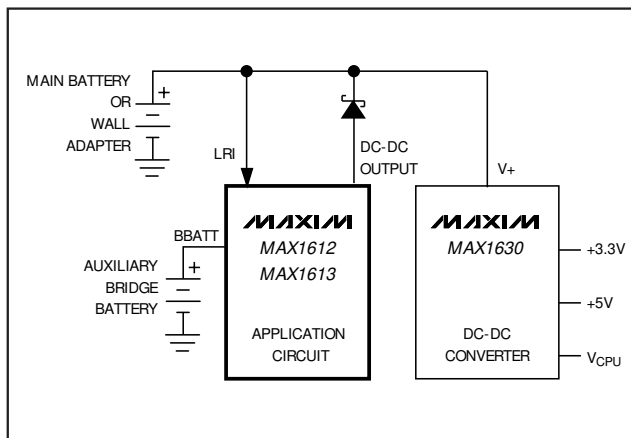 MAIN BATTERY
OR
WALL
ADAPTER
+
LRI
DC-DC
OUTPUT
V+
BBATT
AUXILIARY
BRIDGE
BATTERY
+
MAXIM
MAX1612
MAX1613
APPLICATION
CIRCUIT
MAXIM
MAX1630
DC-DC
CONVERTER
+3.3V
+5V
VCPU